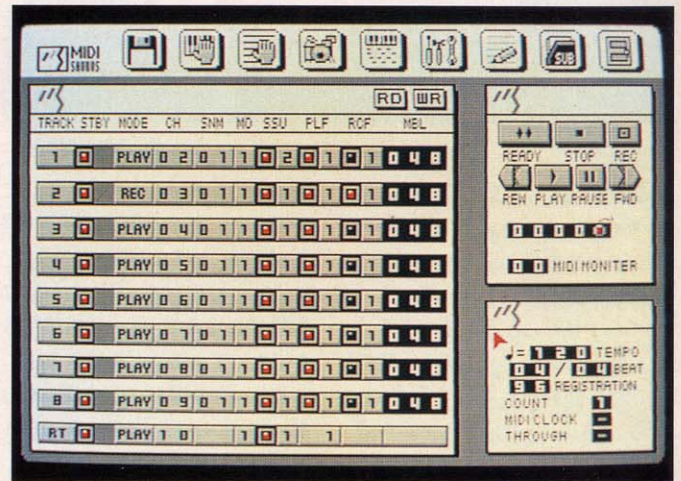 MIDI
SAURUS
SUB
RD WR
TRACK STBY MODE CH SNM MO SSU PLF RCF MBL
1 PLAY 0 2 0 1 1 2 1 1 0 4 8
2 REC 0 3 0 1 1 1 1 1 0 4 8
3 PLAY 0 4 0 1 1 1 1 1 0 4 8
4 PLAY 0 5 0 1 1 1 1 1 0 4 8
5 PLAY 0 6 0 1 1 1 1 1 0 4 8
6 PLAY 0 7 0 1 1 1 1 1 0 4 8
7 PLAY 0 8 0 1 1 1 1 1 0 4 8
8 PLAY 0 9 0 1 1 1 1 1 0 4 8
RT PLAY 1 0 1 1 1
READY STOP REC
REW PLAY PAUSE FWD
0 0 0 0
0 0 MIDI MONITER
♩= 1 2 0 TEMPO
0 4 / 0 4 BEAT
9 6 REGISTRATION
COUNT 1
MIDI CLOCK -
THROUGH -